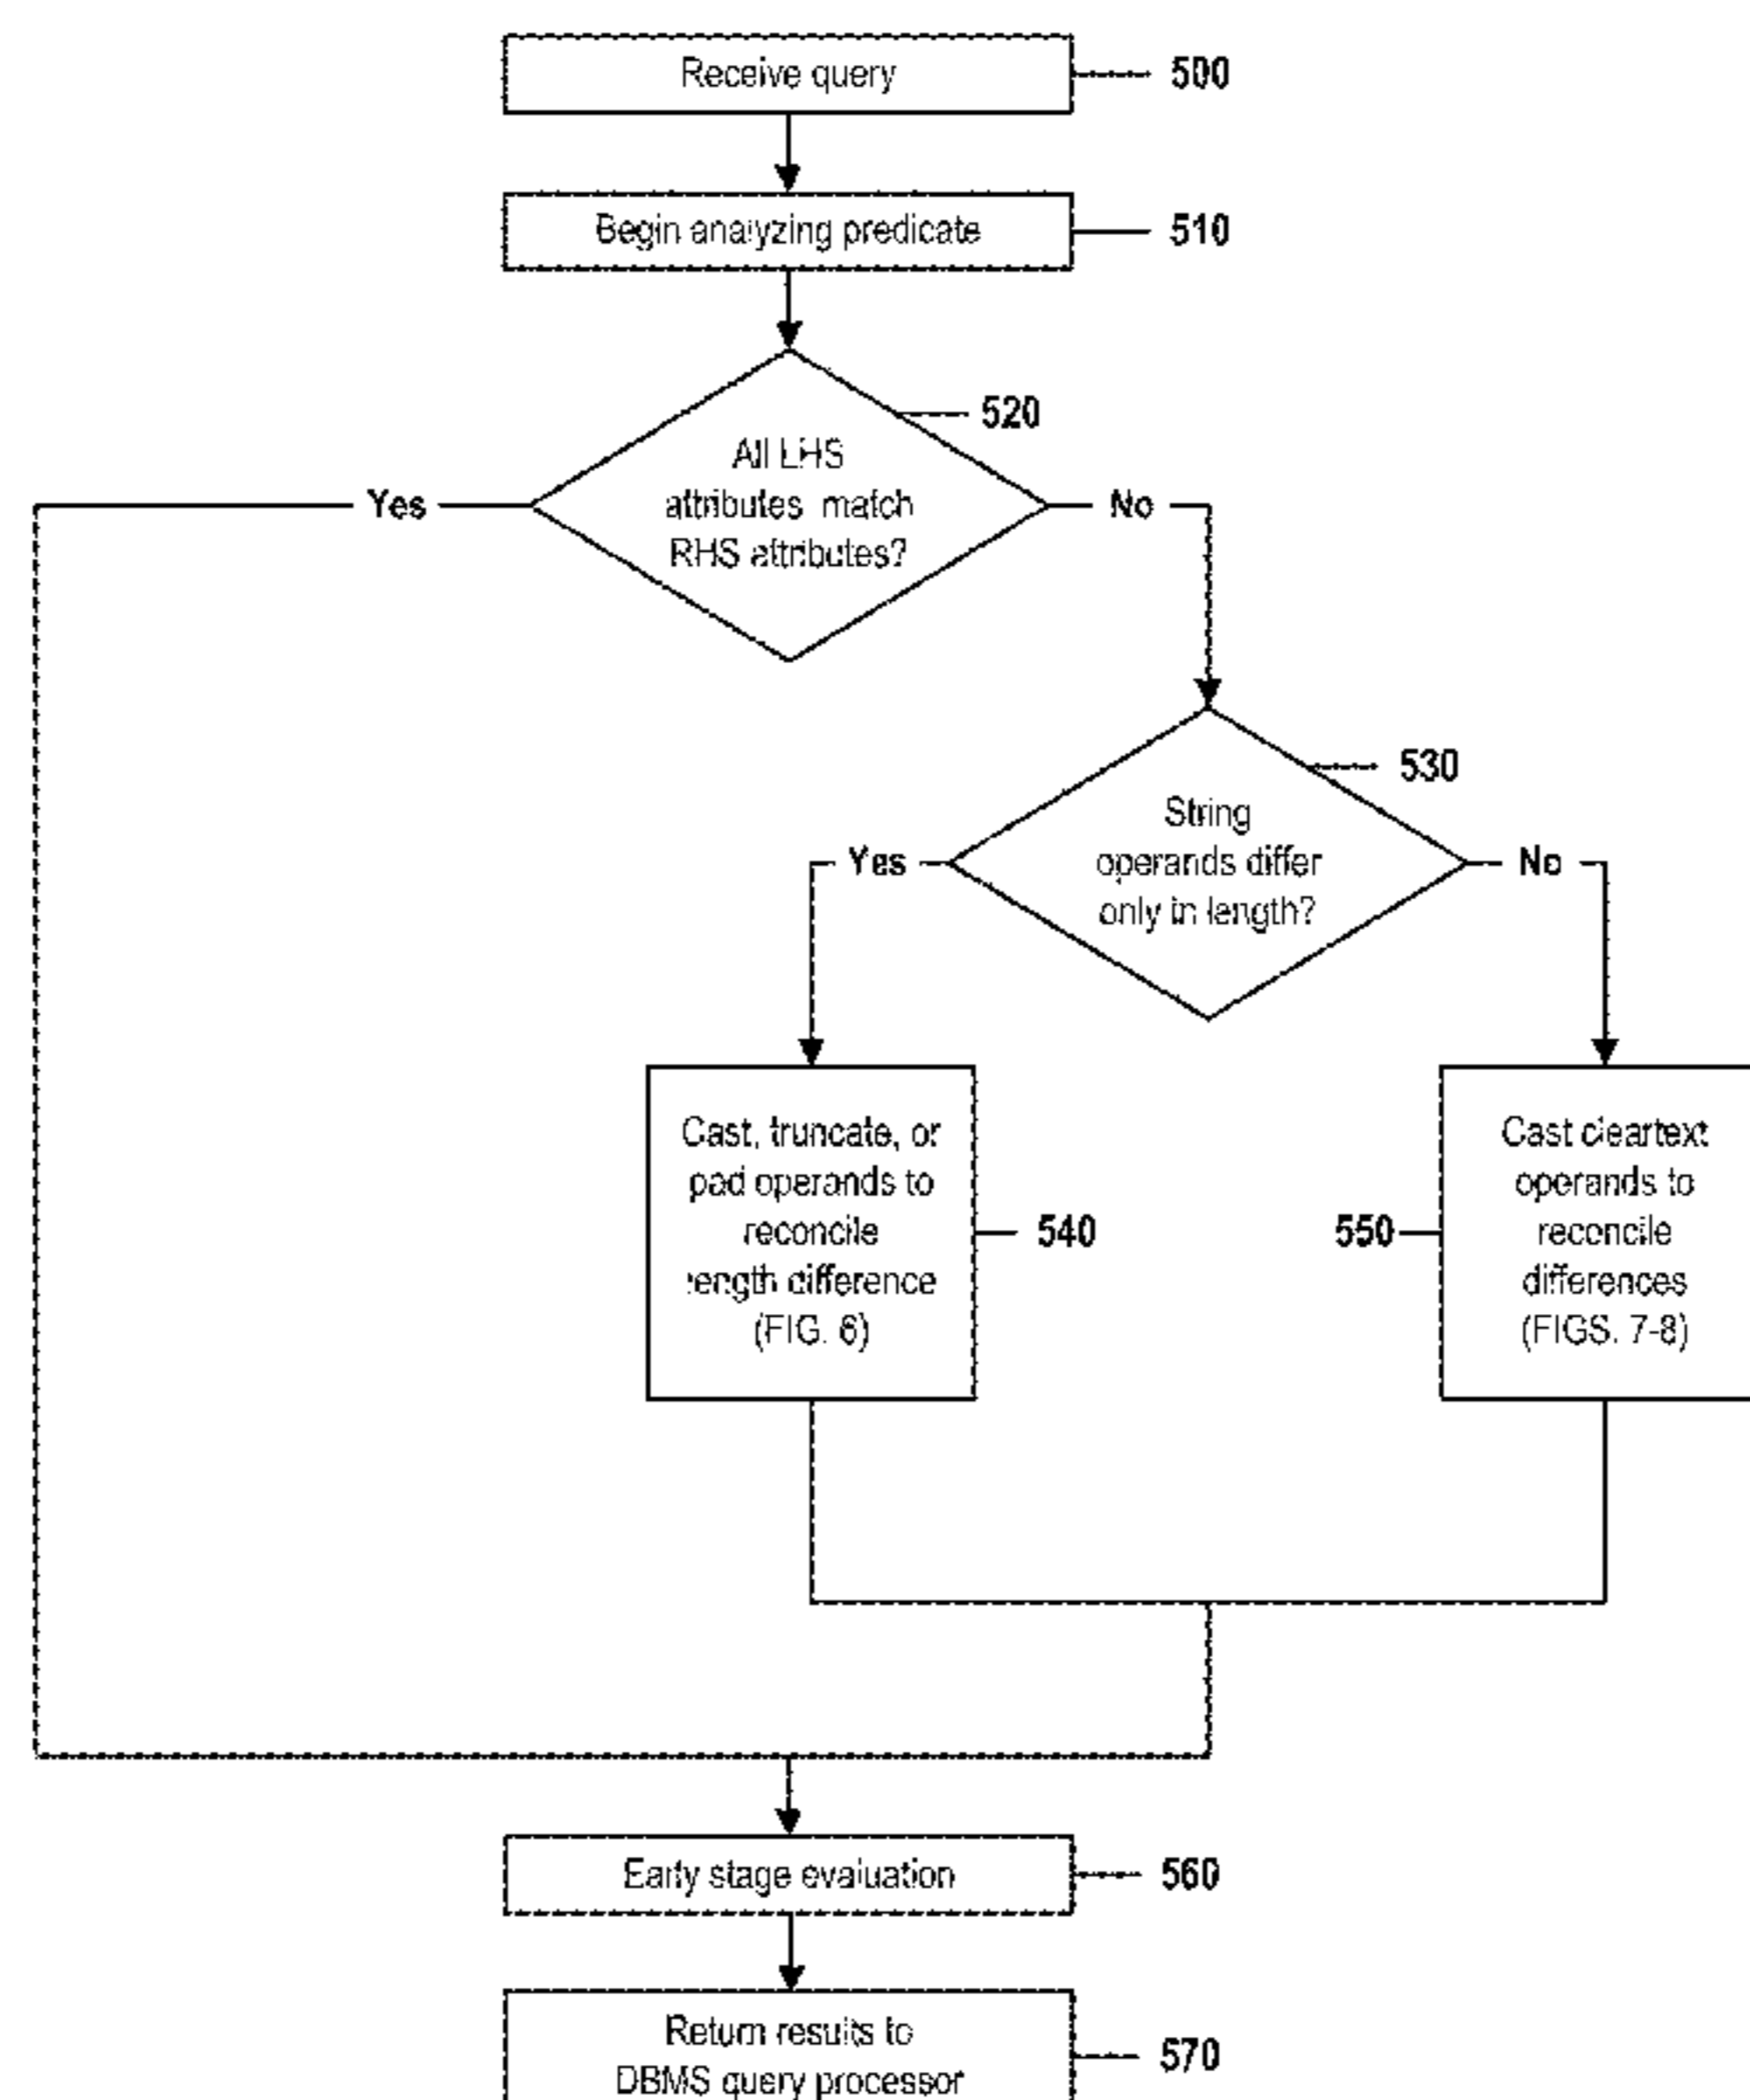 Receive query
500
Begin analyzing predicate
510
520
All LHS
attributes match
RHS attributes?
Yes
No
530
String
operands differ
only in length?
Yes
No
Cast, truncate, or
pad operands to
reconcile
length difference
(FIG. 6)
540
550
Cast cleartext
operands to
reconcile
differences
(FIGS. 7-8)
Early stage evaluation
560
Return results to
DBMS query processor
570